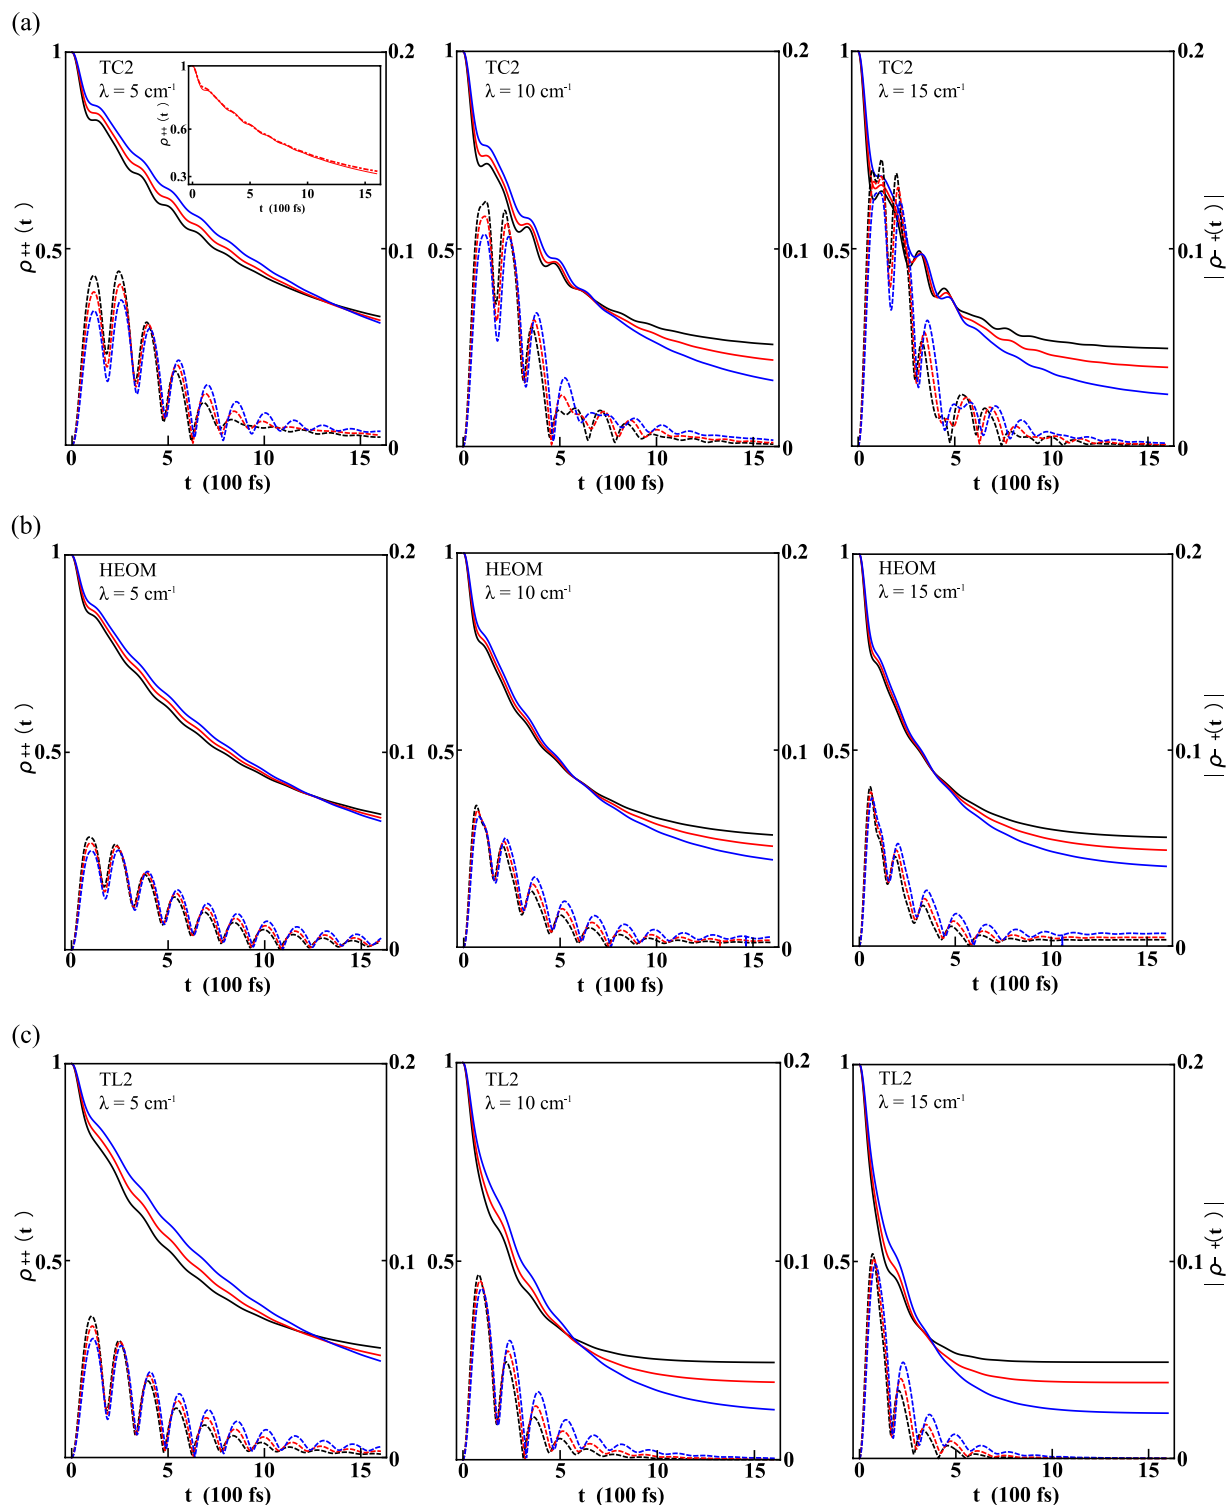 (a)
TC2
λ = 5 cm-1
1
0.5
0.2
0.1
0
ρ++(t)
1
0.6
0.3
ρ++(t)
0 5 10 15
t (100 fs)
0 5 10 15
t (100 fs)
TC2
λ = 10 cm-1
1
0.5
0.2
0.1
0
0 5 10 15
t (100 fs)
TC2
λ = 15 cm-1
1
0.5
0.2
0.1
0
|ρ-+(t)|
0 5 10 15
t (100 fs)
(b)
HEOM
λ = 5 cm-1
1
0.5
0.2
0.1
0
ρ++(t)
0 5 10 15
t (100 fs)
HEOM
λ = 10 cm-1
1
0.5
0.2
0.1
0
0 5 10 15
t (100 fs)
HEOM
λ = 15 cm-1
1
0.5
0.2
0.1
0
|ρ-+(t)|
0 5 10 15
t (100 fs)
(c)
TL2
λ = 5 cm-1
1
0.5
0.2
0.1
0
ρ++(t)
0 5 10 15
t (100 fs)
TL2
λ = 10 cm-1
1
0.5
0.2
0.1
0
0 5 10 15
t (100 fs)
TL2
λ = 15 cm-1
1
0.5
0.2
0.1
0
|ρ-+(t)|
0 5 10 15
t (100 fs)